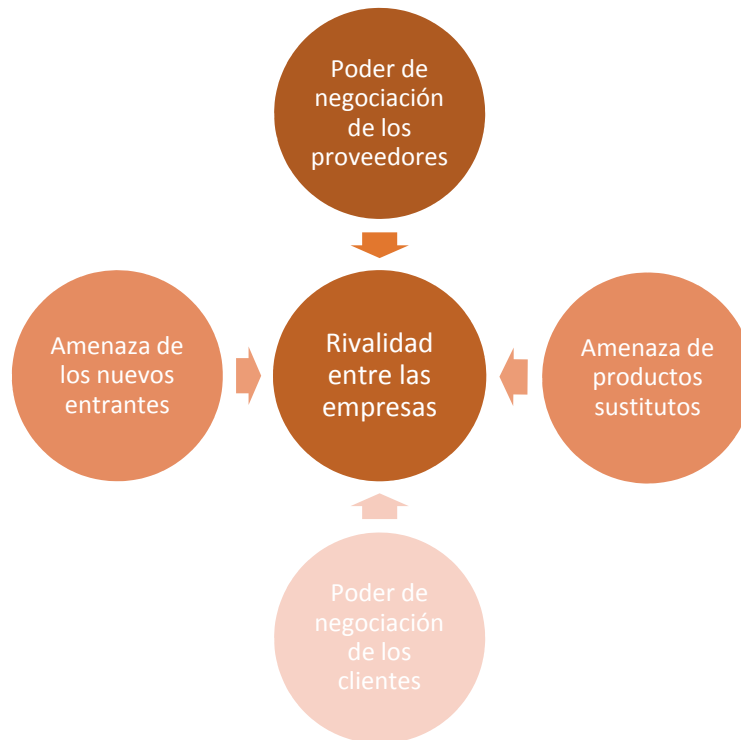 Poder de
negociación
de los
proveedores
Amenaza de
los nuevos
entrantes
Rivalidad
entre las
empresas
Amenaza de
productos
sustitutos
Poder de
negociación
de los
clientes